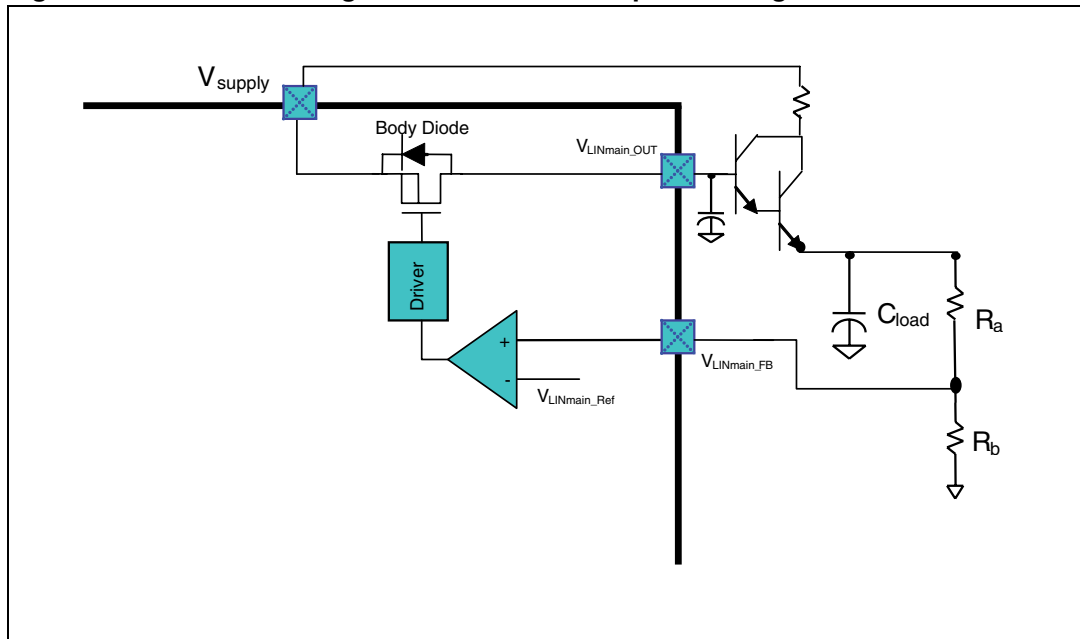 Vsupply
Body Diode
VLINmain_OUT
Driver
+
-
VLINmain_Ref
VLINmain_FB
Cload
Ra
Rb